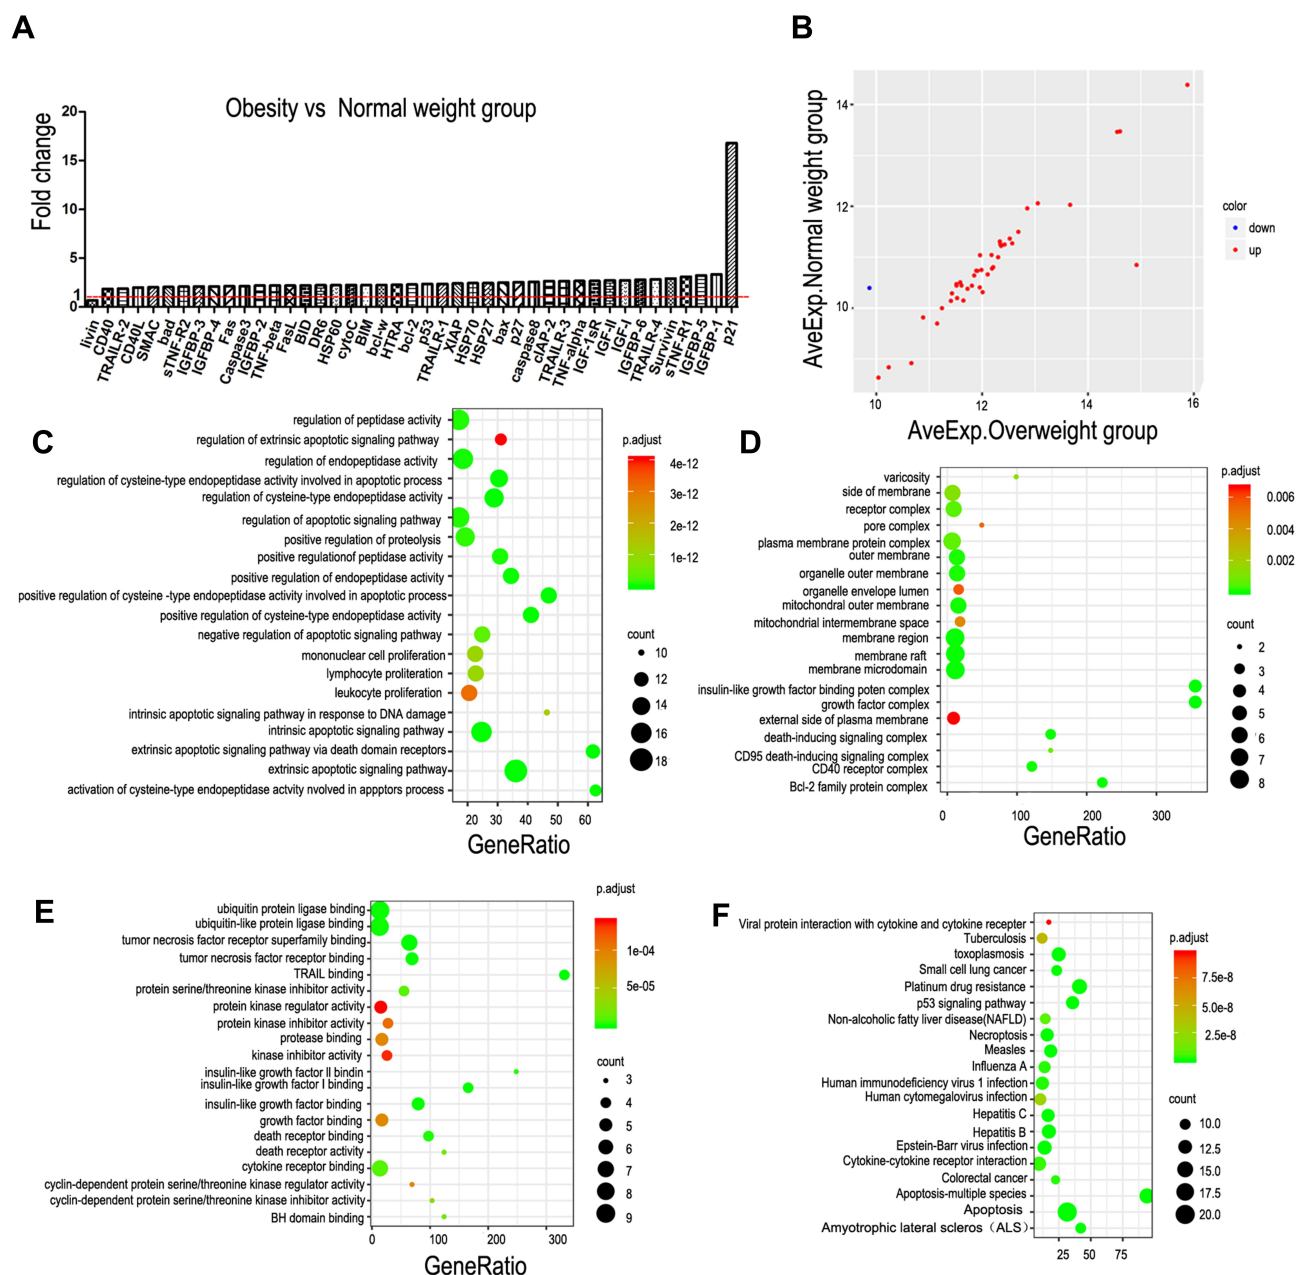 A
Obesity vs Normal weight group
Fold change
20
15
10
5
1
0
livin
CD40
TRAILR-2
CD40L
SMAC
bad
sTNF-R2
IGFBP-3
IGFBP-4
Fas
Caspase3
IGFBP-2
TNF-beta
FasL
BID
DR6
HSP60
cytoC
BIM
bcl-w
HTRA
bcl-2
p53
TRAILR-1
XIAP
HSP70
HSP27
bax
p27
caspase8
cIAP-2
TRAILR-3
TNF-alpha
IGF-1sR
IGF-II
IGF-I
IGFBP-6
TRAILR-4
Survivin
sTNF-R1
IGFBP-5
IGFBP-1
p21
B
AveExp.Normal weight group
14
12
10
10
12
14
16
AveExp.Overweight group
color
down
up
C
regulation of peptidase activity
regulation of extrinsic apoptotic signaling pathway
regulation of endopeptidase activity
regulation of cysteine-type endopeptidase activity involved in apoptotic process
regulation of cysteine-type endopeptidase activity
regulation of apoptotic signaling pathway
positive regulation of proteolysis
positive regulationof peptidase activity
positive regulation of endopeptidase activity
positive regulation of cysteine -type endopeptidase activity involved in apoptotic process
positive regulation of cysteine-type endopeptidase activity
negative regulation of apoptotic signaling pathway
mononuclear cell proliferation
lymphocyte proliteration
leukocyte proliferation
intrinsic apoptotic signaling pathway in response to DNA damage
intrinsic apoptotic signaling pathway
extrinsic apoptotic signaling pathway via death domain receptors
extrinsic apoptotic signaling pathway
activation of cysteine-type endopeptidase actvity nvolved in apptors process
20
30
40
50
60
GeneRatio
p.adjust
4e-12
3e-12
2e-12
1e-12
count
10
12
14
16
18
D
varicosity
side of membrane
receptor complex
pore complex
plasma membrane protein complex
outer membrane
organelle outer membrane
organelle envelope lumen
mitochondrial outer membrane
mitochondrial intermembrane space
membrane region
membrane raft
membrane microdomain
insulin-like growth factor binding poten complex
growth factor complex
external side of plasma membrane
death-inducing signaling complex
CD95 death-inducing signaling complex
CD40 receptor complex
Bcl-2 family protein complex
0
100
200
300
GeneRatio
p.adjust
0.006
0.004
0.002
count
2
3
4
5
6
7
8
E
ubiquitin protein ligase binding
ubiquitin-like protein ligase binding
tumor necrosis factor receptor superfamily binding
tumor necrosis factor receptor binding
TRAIL binding
protein serine/threonine kinase inhibitor activity
protein kinase regulator activity
protein kinase inhibitor activity
protease binding
kinase inhibitor activity
insulin-like growth factor II bindin
insulin-like growth factor I binding
insulin-like growth factor binding
growth factor binding
death receptor binding
death receptor activity
cytokine receptor binding
cyclin-dependent protein serine/threonine kinase regulator activity
cyclin-dependent protein serine/threonine kinase inhibitor activity
BH domain binding
0
100
200
300
GeneRatio
p.adjust
1e-04
5e-05
count
3
4
5
6
7
8
9
F
Viral protein interaction with cytokine and cytokine recepter
Tuberculosis
toxoplasmosis
Small cell lung cancer
Platinum drug resistance
p53 signaling pathway
Non-alcoholic fatty liver disease(NAFLD)
Necroptosis
Measles
Influenza A
Human immunodeficiency virus 1 infection
Human cytomegalovirus infection
Hepatitis C
Hepatitis B
Epstein-Barr virus infection
Cytokine-cytokine receptor interaction
Colorectal cancer
Apoptosis-multiple species
Apoptosis
Amyotrophic lateral scleros（ALS）
25
50
75
p.adjust
7.5e-8
5.0e-8
2.5e-8
count
10.0
12.5
15.0
17.5
20.0